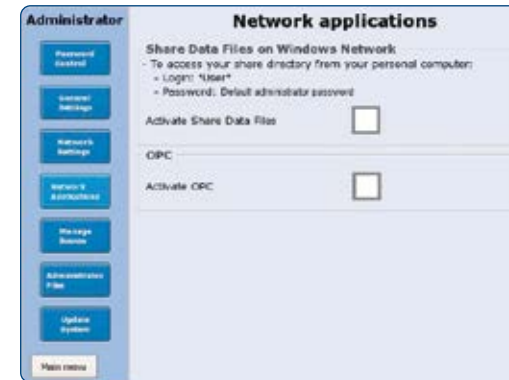 Administrator
Network applications
Password
Control
General
Settings
Network
Settings
Network
Applications
Manage
Administrator
Files
Update
System
Main menu
Share Data Files on Windows Network
- To access your share directory from your personal computer:
- Login: "User"
- Password: Default administrator password
Activate Share Data Files
OPC
Activate OPC